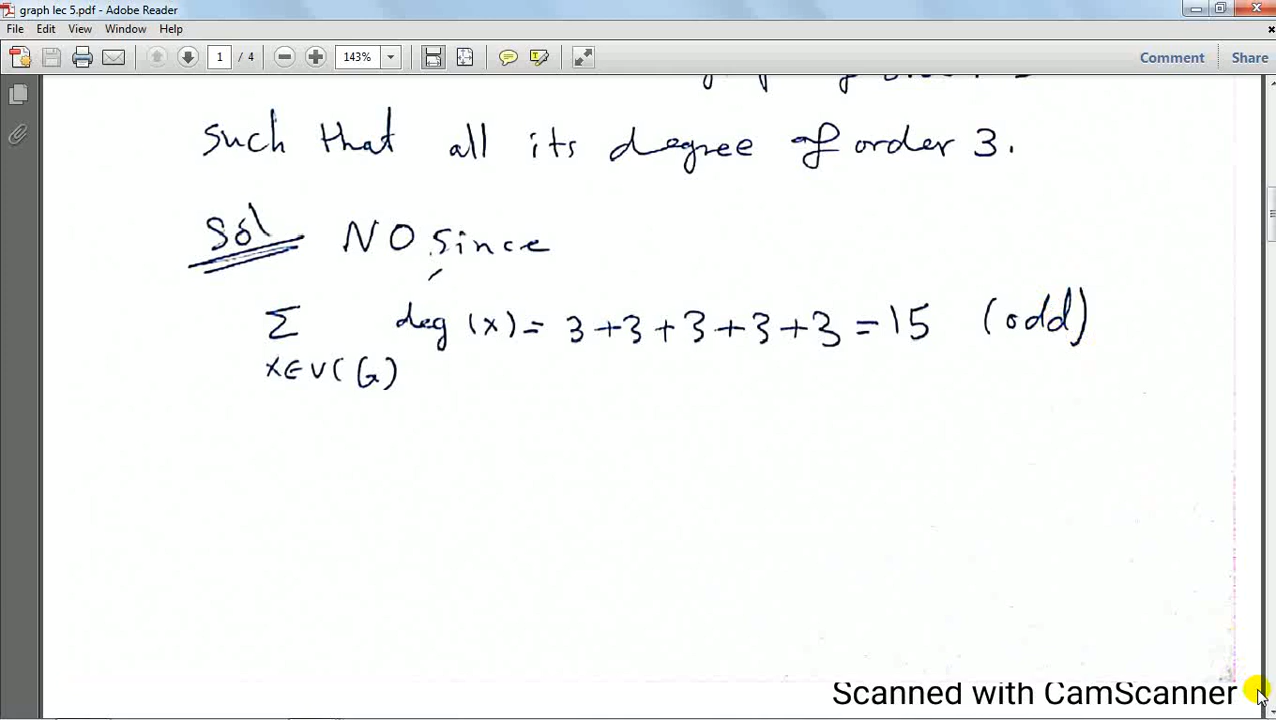 graph lec 5.pdf - Adobe Reader
File Edit View Window Help
1 / 4 143% Comment Share
such that all its degree of order 3.
Sol NO, since
Σ deg (x) = 3+3+3+3+3 = 15 (odd)
x∈V(G)
Scanned with CamScanner